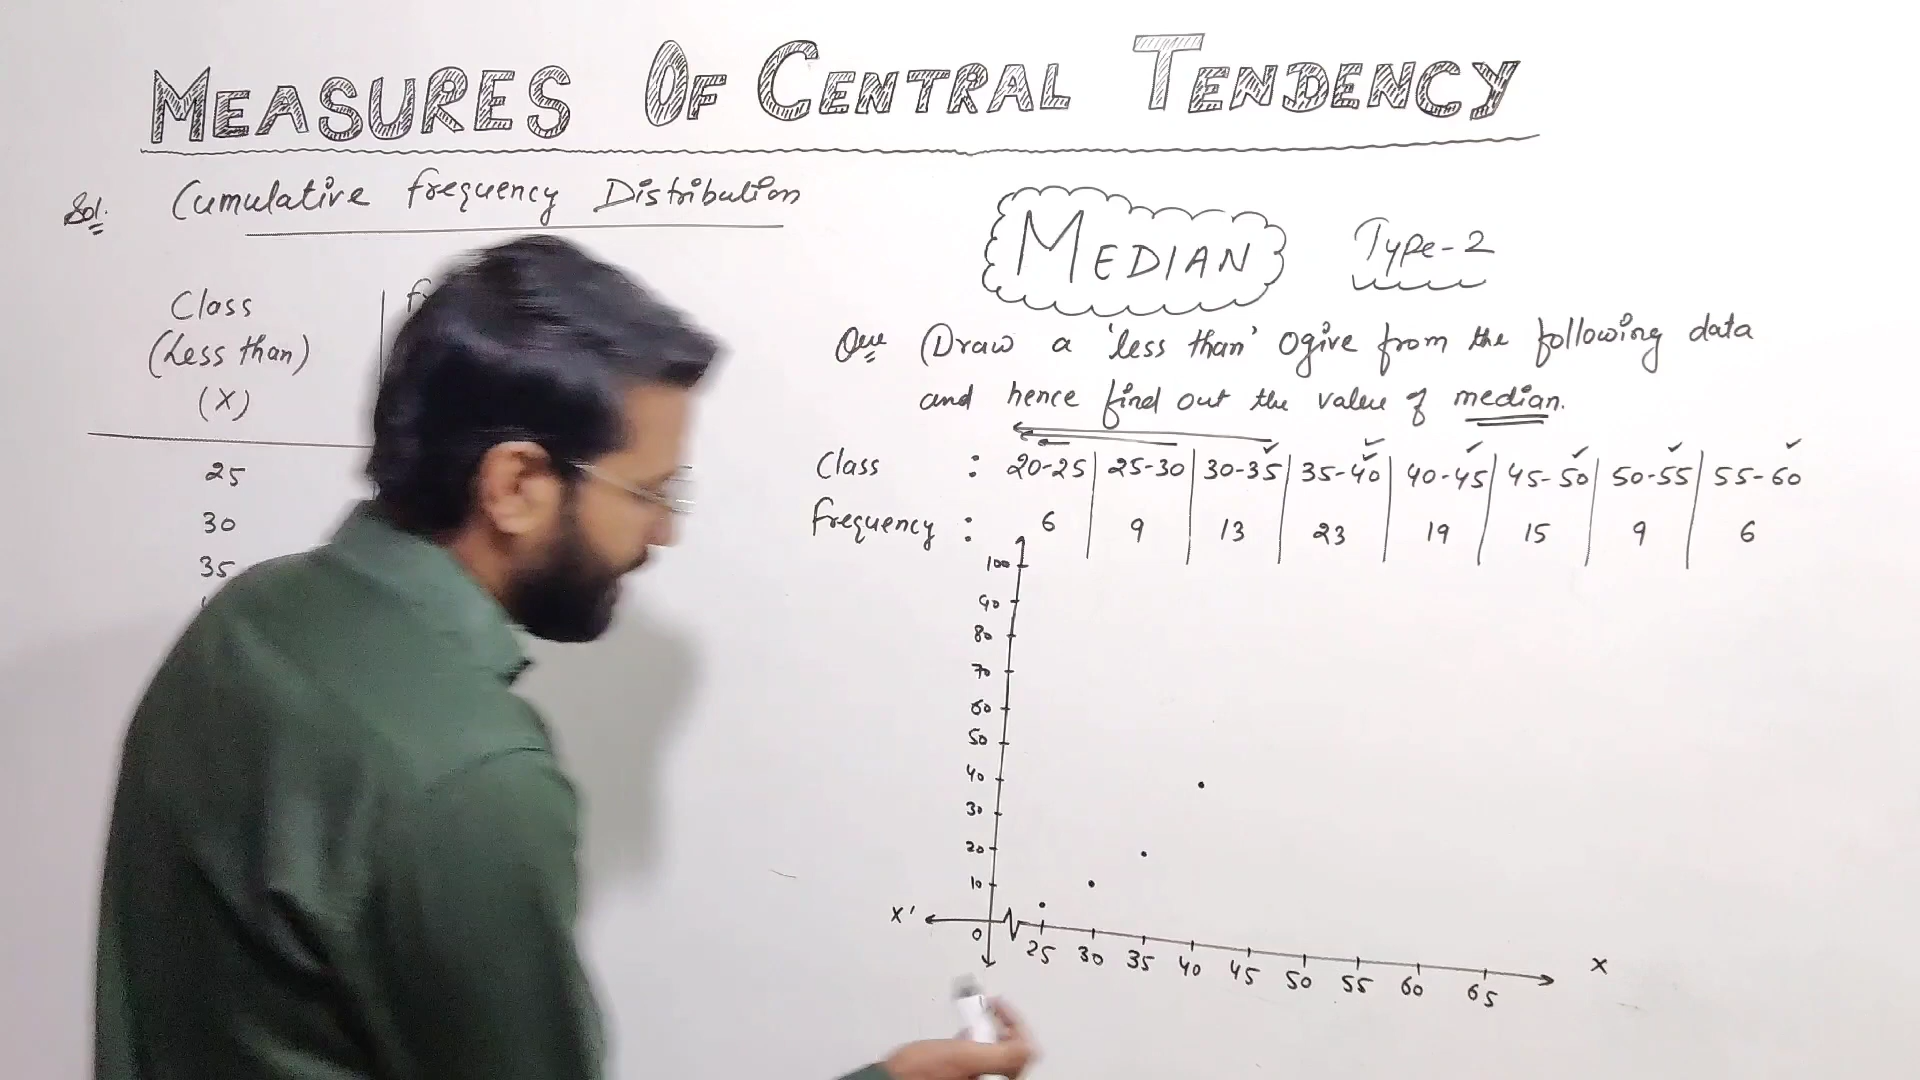 MEASURES OF CENTRAL TENDENCY
Sol. Cumulative frequency Distribution
Class
(Less than)
(X)
25
30
35
MEDIAN
Type-2
Que Draw a 'less than' Ogive from the following data
and hence find out the value of median.
Class : 20-25 | 25-30 | 30-35 | 35-40 | 40-45 | 45-50 | 50-55 | 55-60
frequency : 6 | 9 | 13 | 23 | 19 | 15 | 9 | 6
100
90
80
70
60
50
40
30
20
10
X'
0
25 30 35 40 45 50 55 60 65
X